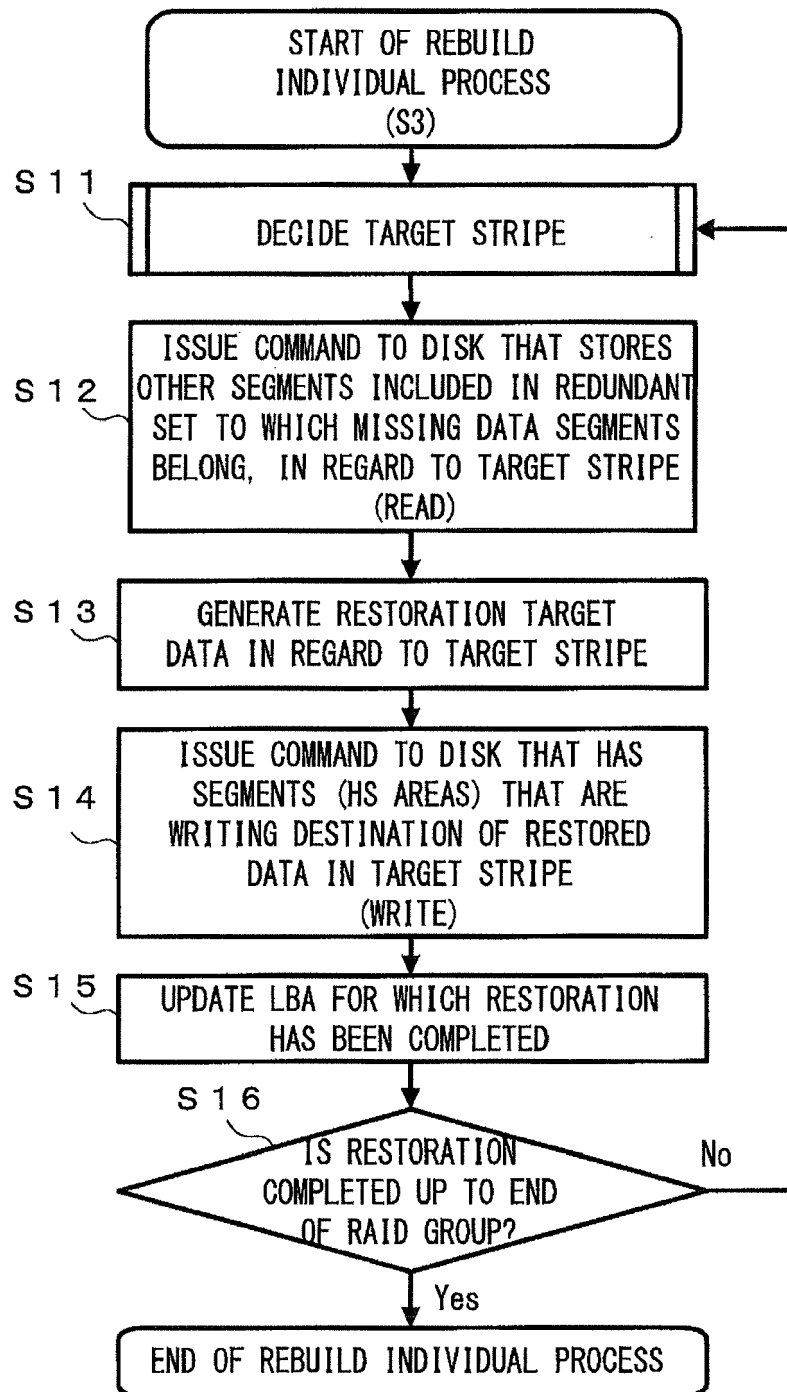 START OF REBUILD
INDIVIDUAL PROCESS
(S3)
S11
DECIDE TARGET STRIPE
S12
ISSUE COMMAND TO DISK THAT STORES
OTHER SEGMENTS INCLUDED IN REDUNDANT
SET TO WHICH MISSING DATA SEGMENTS
BELONG, IN REGARD TO TARGET STRIPE
(READ)
S13
GENERATE RESTORATION TARGET
DATA IN REGARD TO TARGET STRIPE
S14
ISSUE COMMAND TO DISK THAT HAS
SEGMENTS (HS AREAS) THAT ARE
WRITING DESTINATION OF RESTORED
DATA IN TARGET STRIPE
(WRITE)
S15
UPDATE LBA FOR WHICH RESTORATION
HAS BEEN COMPLETED
S16
IS RESTORATION
COMPLETED UP TO END
OF RAID GROUP?
No
Yes
END OF REBUILD INDIVIDUAL PROCESS